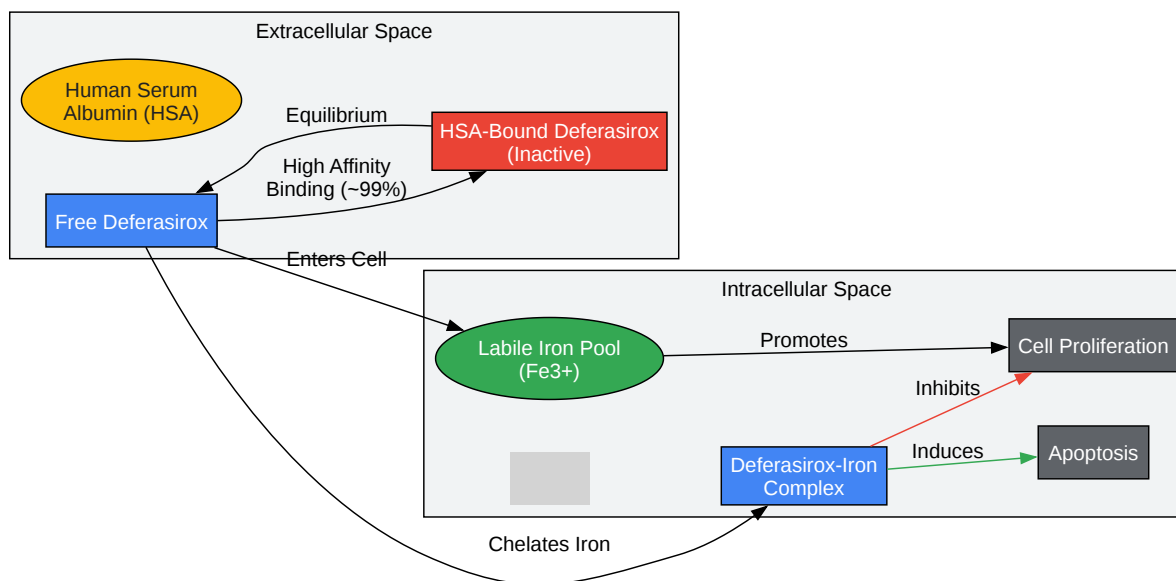 Extracellular Space
Human Serum
Albumin (HSA)
Equilibrium
HSA-Bound Deferasirox
(Inactive)
High Affinity
Binding (~99%)
Free Deferasirox
Enters Cell
Intracellular Space
Labile Iron Pool
(Fe3+)
Promotes
Cell Proliferation
Inhibits
Deferasirox-Iron
Complex
Induces
Apoptosis
Chelates Iron